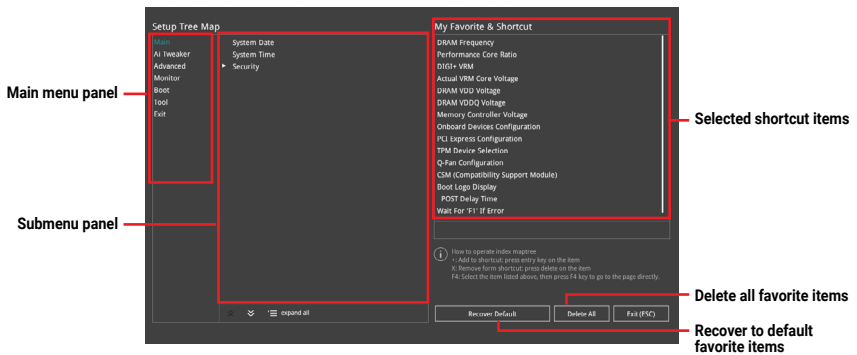 Setup Tree Map
Main
Ai Tweaker
Advanced
Monitor
Boot
Tool
Exit
System Date
System Time
Security
expand all
My Favorite & Shortcut
DRAM Frequency
Performance Core Ratio
DIGI+ VRM
Actual VRM Core Voltage
DRAM VDD Voltage
DRAM VDDQ Voltage
Memory Controller Voltage
Onboard Devices Configuration
PCI Express Configuration
TPM Device Selection
Q-Fan Configuration
CSM (Compatibility Support Module)
Boot Logo Display
POST Delay Time
Wait For 'F1' If Error
How to operate index maptree
+: Add to shortcut: press entry key on the item
X: Remove form shortcut: press delete on the item
F4: Select the item listed above, then press F4 key to go to the page directly.
Recover Default
Delete All
Exit (ESC)
Main menu panel
Submenu panel
Selected shortcut items
Delete all favorite items
Recover to default
favorite items